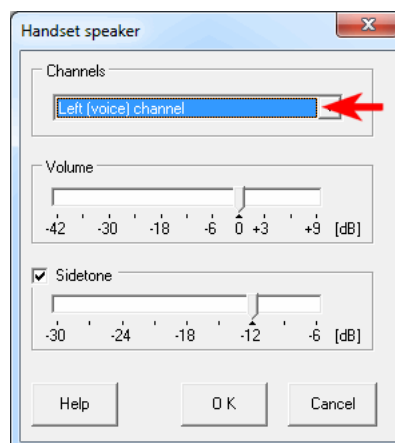 Handset speaker
Channels
Left (voice) channel
Volume
-42 -30 -18 -6 0 +3 +9 [dB]
Sidetone
-30 -24 -18 -12 -6 [dB]
Help OK Cancel